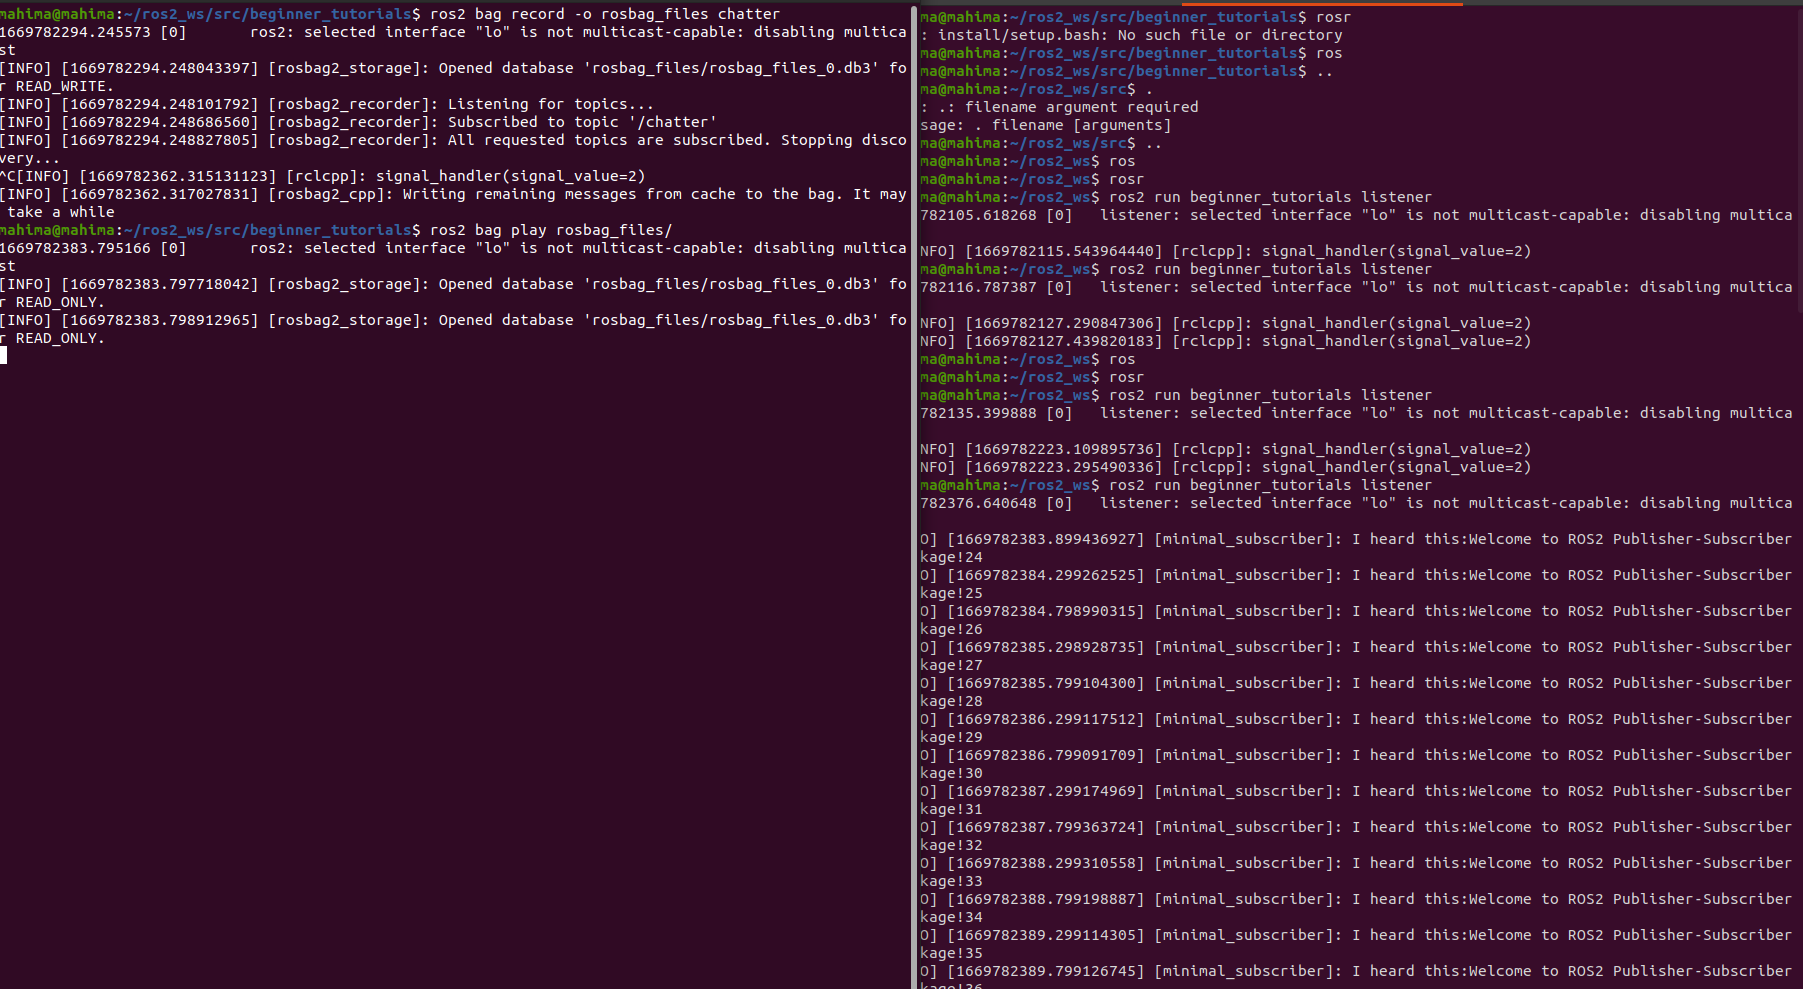 mahima@mahima:~/ros2_ws/src/beginner_tutorials$ ros2 bag record -o rosbag_files chatter
1669782294.245573 [0]       ros2: selected interface "lo" is not multicast-capable: disabling multica
st
[INFO] [1669782294.248043397] [rosbag2_storage]: Opened database 'rosbag_files/rosbag_files_0.db3' fo
r READ_WRITE.
[INFO] [1669782294.248101792] [rosbag2_recorder]: Listening for topics...
[INFO] [1669782294.248686560] [rosbag2_recorder]: Subscribed to topic '/chatter'
[INFO] [1669782294.248827805] [rosbag2_recorder]: All requested topics are subscribed. Stopping disco
very...
^C[INFO] [1669782362.315131123] [rclcpp]: signal_handler(signal_value=2)
[INFO] [1669782362.317027831] [rosbag2_cpp]: Writing remaining messages from cache to the bag. It may
 take a while
mahima@mahima:~/ros2_ws/src/beginner_tutorials$ ros2 bag play rosbag_files/
1669782383.795166 [0]       ros2: selected interface "lo" is not multicast-capable: disabling multica
st
[INFO] [1669782383.797718042] [rosbag2_storage]: Opened database 'rosbag_files/rosbag_files_0.db3' fo
r READ_ONLY.
[INFO] [1669782383.798912965] [rosbag2_storage]: Opened database 'rosbag_files/rosbag_files_0.db3' fo
r READ_ONLY.
ma@mahima:~/ros2_ws/src/beginner_tutorials$ rosr
: install/setup.bash: No such file or directory
ma@mahima:~/ros2_ws/src/beginner_tutorials$ ros
ma@mahima:~/ros2_ws/src/beginner_tutorials$ ..
ma@mahima:~/ros2_ws/src$ .
: .: filename argument required
sage: . filename [arguments]
ma@mahima:~/ros2_ws/src$ ..
ma@mahima:~/ros2_ws$ ros
ma@mahima:~/ros2_ws$ rosr
ma@mahima:~/ros2_ws$ ros2 run beginner_tutorials listener
782105.618268 [0]   listener: selected interface "lo" is not multicast-capable: disabling multica
NFO] [1669782115.543964440] [rclcpp]: signal_handler(signal_value=2)
ma@mahima:~/ros2_ws$ ros2 run beginner_tutorials listener
782116.787387 [0]   listener: selected interface "lo" is not multicast-capable: disabling multica
NFO] [1669782127.290847306] [rclcpp]: signal_handler(signal_value=2)
NFO] [1669782127.439820183] [rclcpp]: signal_handler(signal_value=2)
ma@mahima:~/ros2_ws$ ros
ma@mahima:~/ros2_ws$ rosr
ma@mahima:~/ros2_ws$ ros2 run beginner_tutorials listener
782135.399888 [0]   listener: selected interface "lo" is not multicast-capable: disabling multica
NFO] [1669782223.109895736] [rclcpp]: signal_handler(signal_value=2)
NFO] [1669782223.295490336] [rclcpp]: signal_handler(signal_value=2)
ma@mahima:~/ros2_ws$ ros2 run beginner_tutorials listener
782376.640648 [0]   listener: selected interface "lo" is not multicast-capable: disabling multica
O] [1669782383.899436927] [minimal_subscriber]: I heard this:Welcome to ROS2 Publisher-Subscriber
kage!24
O] [1669782384.299262525] [minimal_subscriber]: I heard this:Welcome to ROS2 Publisher-Subscriber
kage!25
O] [1669782384.798990315] [minimal_subscriber]: I heard this:Welcome to ROS2 Publisher-Subscriber
kage!26
O] [1669782385.298928735] [minimal_subscriber]: I heard this:Welcome to ROS2 Publisher-Subscriber
kage!27
O] [1669782385.799104300] [minimal_subscriber]: I heard this:Welcome to ROS2 Publisher-Subscriber
kage!28
O] [1669782386.299117512] [minimal_subscriber]: I heard this:Welcome to ROS2 Publisher-Subscriber
kage!29
O] [1669782386.799091709] [minimal_subscriber]: I heard this:Welcome to ROS2 Publisher-Subscriber
kage!30
O] [1669782387.299174969] [minimal_subscriber]: I heard this:Welcome to ROS2 Publisher-Subscriber
kage!31
O] [1669782387.799363724] [minimal_subscriber]: I heard this:Welcome to ROS2 Publisher-Subscriber
kage!32
O] [1669782388.299310558] [minimal_subscriber]: I heard this:Welcome to ROS2 Publisher-Subscriber
kage!33
O] [1669782388.799198887] [minimal_subscriber]: I heard this:Welcome to ROS2 Publisher-Subscriber
kage!34
O] [1669782389.299114305] [minimal_subscriber]: I heard this:Welcome to ROS2 Publisher-Subscriber
kage!35
O] [1669782389.799126745] [minimal_subscriber]: I heard this:Welcome to ROS2 Publisher-Subscriber
kage!36